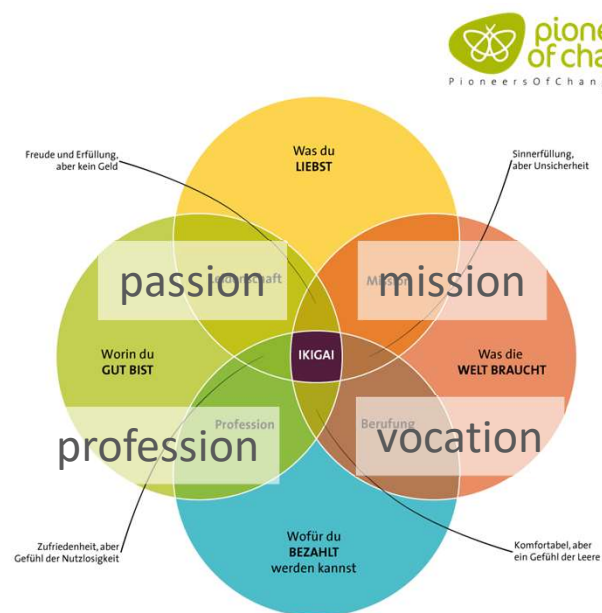 pione
of cha
PioneersOfChan
Freude und Erfüllung,
aber kein Geld
Was du
LIEBST
Sinnerfüllung,
aber Unsicherheit
Leidenschaft
passion
Mission
mission
Worin du
GUT BIST
IKIGAI
Was die
WELT BRAUCHT
Profession
profession
Berufung
vocation
Zufriedenheit, aber
Gefühl der Nutzlosigkeit
Wofür du
BEZAHLT
werden kannst
Komfortabel, aber
ein Gefühl der Leere